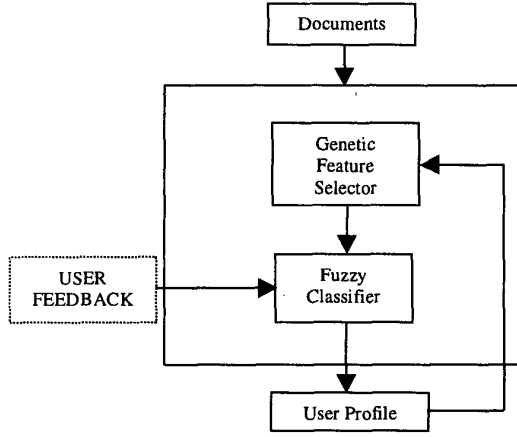 Documents
Genetic
Feature
Selector
USER
FEEDBACK
Fuzzy
Classifier
User Profile